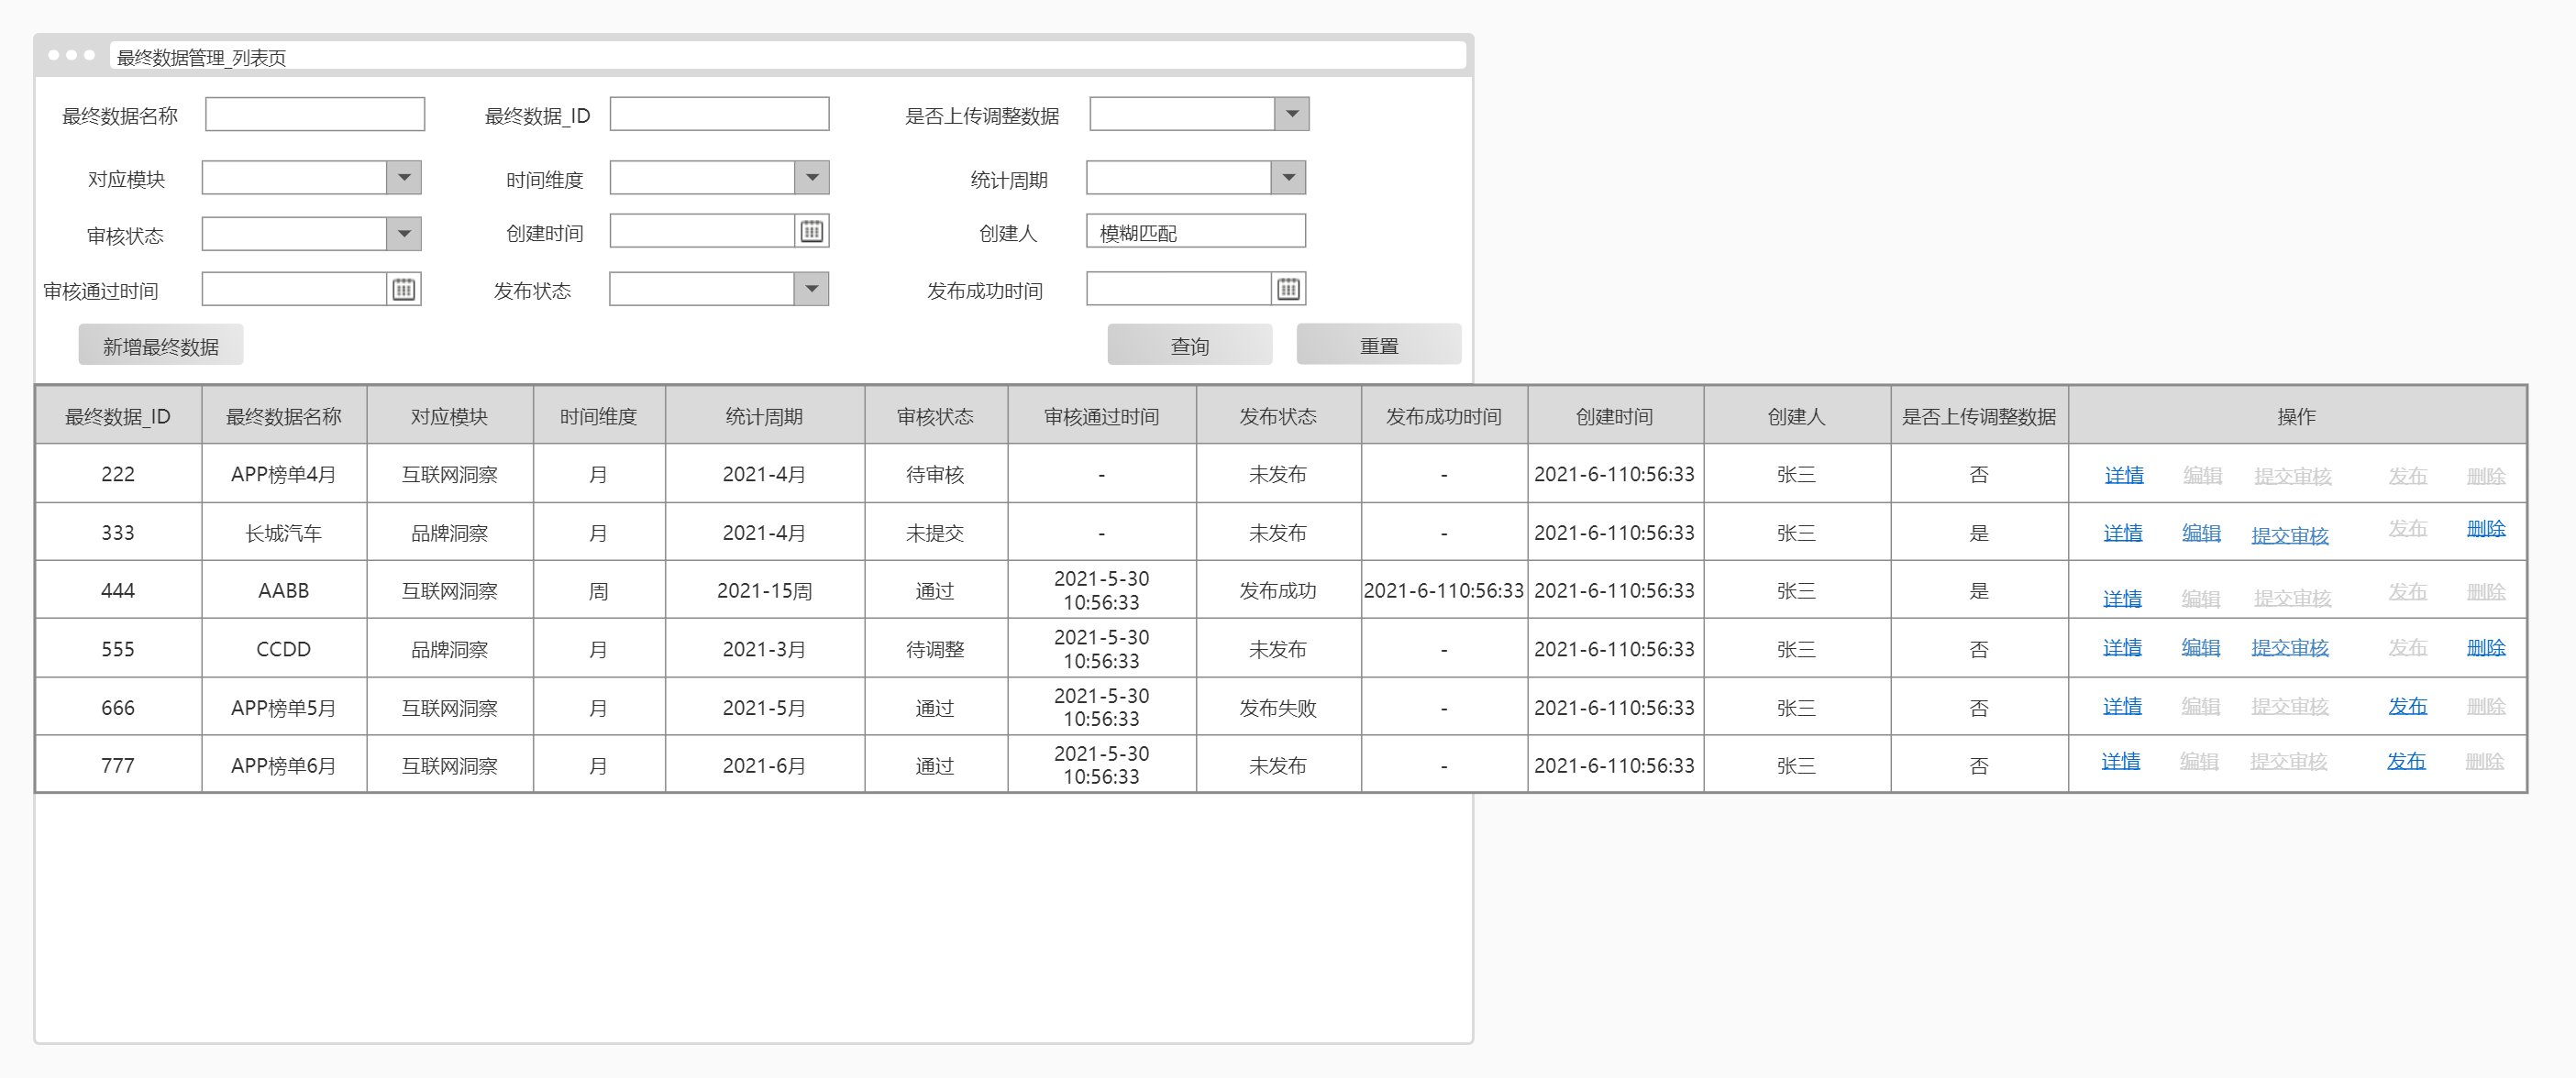 最终数据管理_列表页
最终数据名称 最终数据_ID 是否上传调整数据
对应模块 时间维度 统计周期
审核状态 创建时间 创建人 模糊匹配
审核通过时间 发布状态 发布成功时间
新增最终数据 查询 重置
最终数据_ID 最终数据名称 对应模块 时间维度 统计周期 审核状态 审核通过时间 发布状态 发布成功时间 创建时间 创建人 是否上传调整数据 操作
222 APP榜单4月 互联网洞察 月 2021-4月 待审核 - 未发布 - 2021-6-110:56:33 张三 否 详情 编辑 提交审核 发布 删除
333 长城汽车 品牌洞察 月 2021-4月 未提交 - 未发布 - 2021-6-110:56:33 张三 是 详情 编辑 提交审核 发布 删除
444 AABB 互联网洞察 周 2021-15周 通过 2021-5-30 10:56:33 发布成功 2021-6-110:56:33 2021-6-110:56:33 张三 是 详情 编辑 提交审核 发布 删除
555 CCDD 品牌洞察 月 2021-3月 待调整 2021-5-30 10:56:33 未发布 - 2021-6-110:56:33 张三 否 详情 编辑 提交审核 发布 删除
666 APP榜单5月 互联网洞察 月 2021-5月 通过 2021-5-30 10:56:33 发布失败 - 2021-6-110:56:33 张三 否 详情 编辑 提交审核 发布 删除
777 APP榜单6月 互联网洞察 月 2021-6月 通过 2021-5-30 10:56:33 未发布 - 2021-6-110:56:33 张三 否 详情 编辑 提交审核 发布 删除